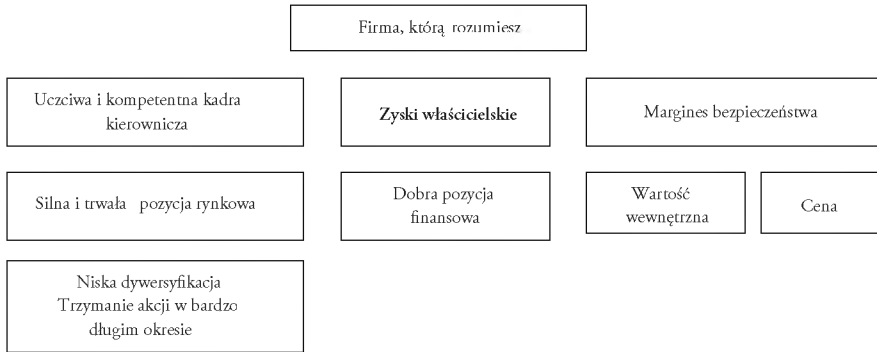 Firma, którą rozumiesz
Uczciwa i kompetentna kadra
kierownicza
Zyski właścicielskie
Margines bezpieczeństwa
Silna i trwała pozycja rynkowa
Dobra pozycja
finansowa
Wartość
wewnętrzna
Cena
Niska dywersyfikacja
Trzymanie akcji w bardzo
długim okresie